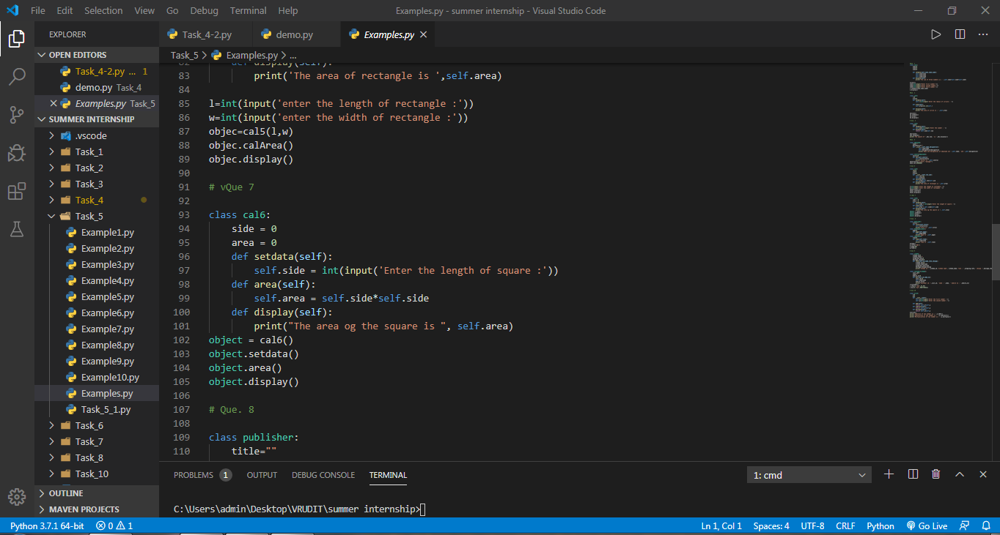 File Edit Selection View Go Debug Terminal Help
Examples.py - summer internship - Visual Studio Code
EXPLORER
OPEN EDITORS
Task_4-2.py ... 1
demo.py Task_4
Examples.py Task_5
SUMMER INTERNSHIP
.vscode
Task_1
Task_2
Task_3
Task_4
Task_5
Example1.py
Example2.py
Example3.py
Example4.py
Example5.py
Example6.py
Example7.py
Example8.py
Example9.py
Example10.py
Examples.py
Task_5_1.py
Task_6
Task_7
Task_8
Task_10
OUTLINE
MAVEN PROJECTS
Task_4-2.py
demo.py
Examples.py
Task_5 > Examples.py > ...
82 def display(self):
83 print('The area of rectangle is ',self.area)
84
85 l=int(input('enter the length of rectangle :'))
86 w=int(input('enter the width of rectangle :'))
87 objec=cal5(l,w)
88 objec.calArea()
89 objec.display()
90
91 # vQue 7
92
93 class cal6:
94 side = 0
95 area = 0
96 def setdata(self):
97 self.side = int(input('Enter the length of square :'))
98 def area(self):
99 self.area = self.side*self.side
100 def display(self):
101 print("The area og the square is ", self.area)
102 object = cal6()
103 object.setdata()
104 object.area()
105 object.display()
106
107 # Que. 8
108
109 class publisher:
110 title=""
PROBLEMS 1 OUTPUT DEBUG CONSOLE TERMINAL
1: cmd
C:\Users\admin\Desktop\VRUDIT\summer internship>
Python 3.7.1 64-bit 0 1
Ln 1, Col 1 Spaces: 4 UTF-8 CRLF Python Go Live